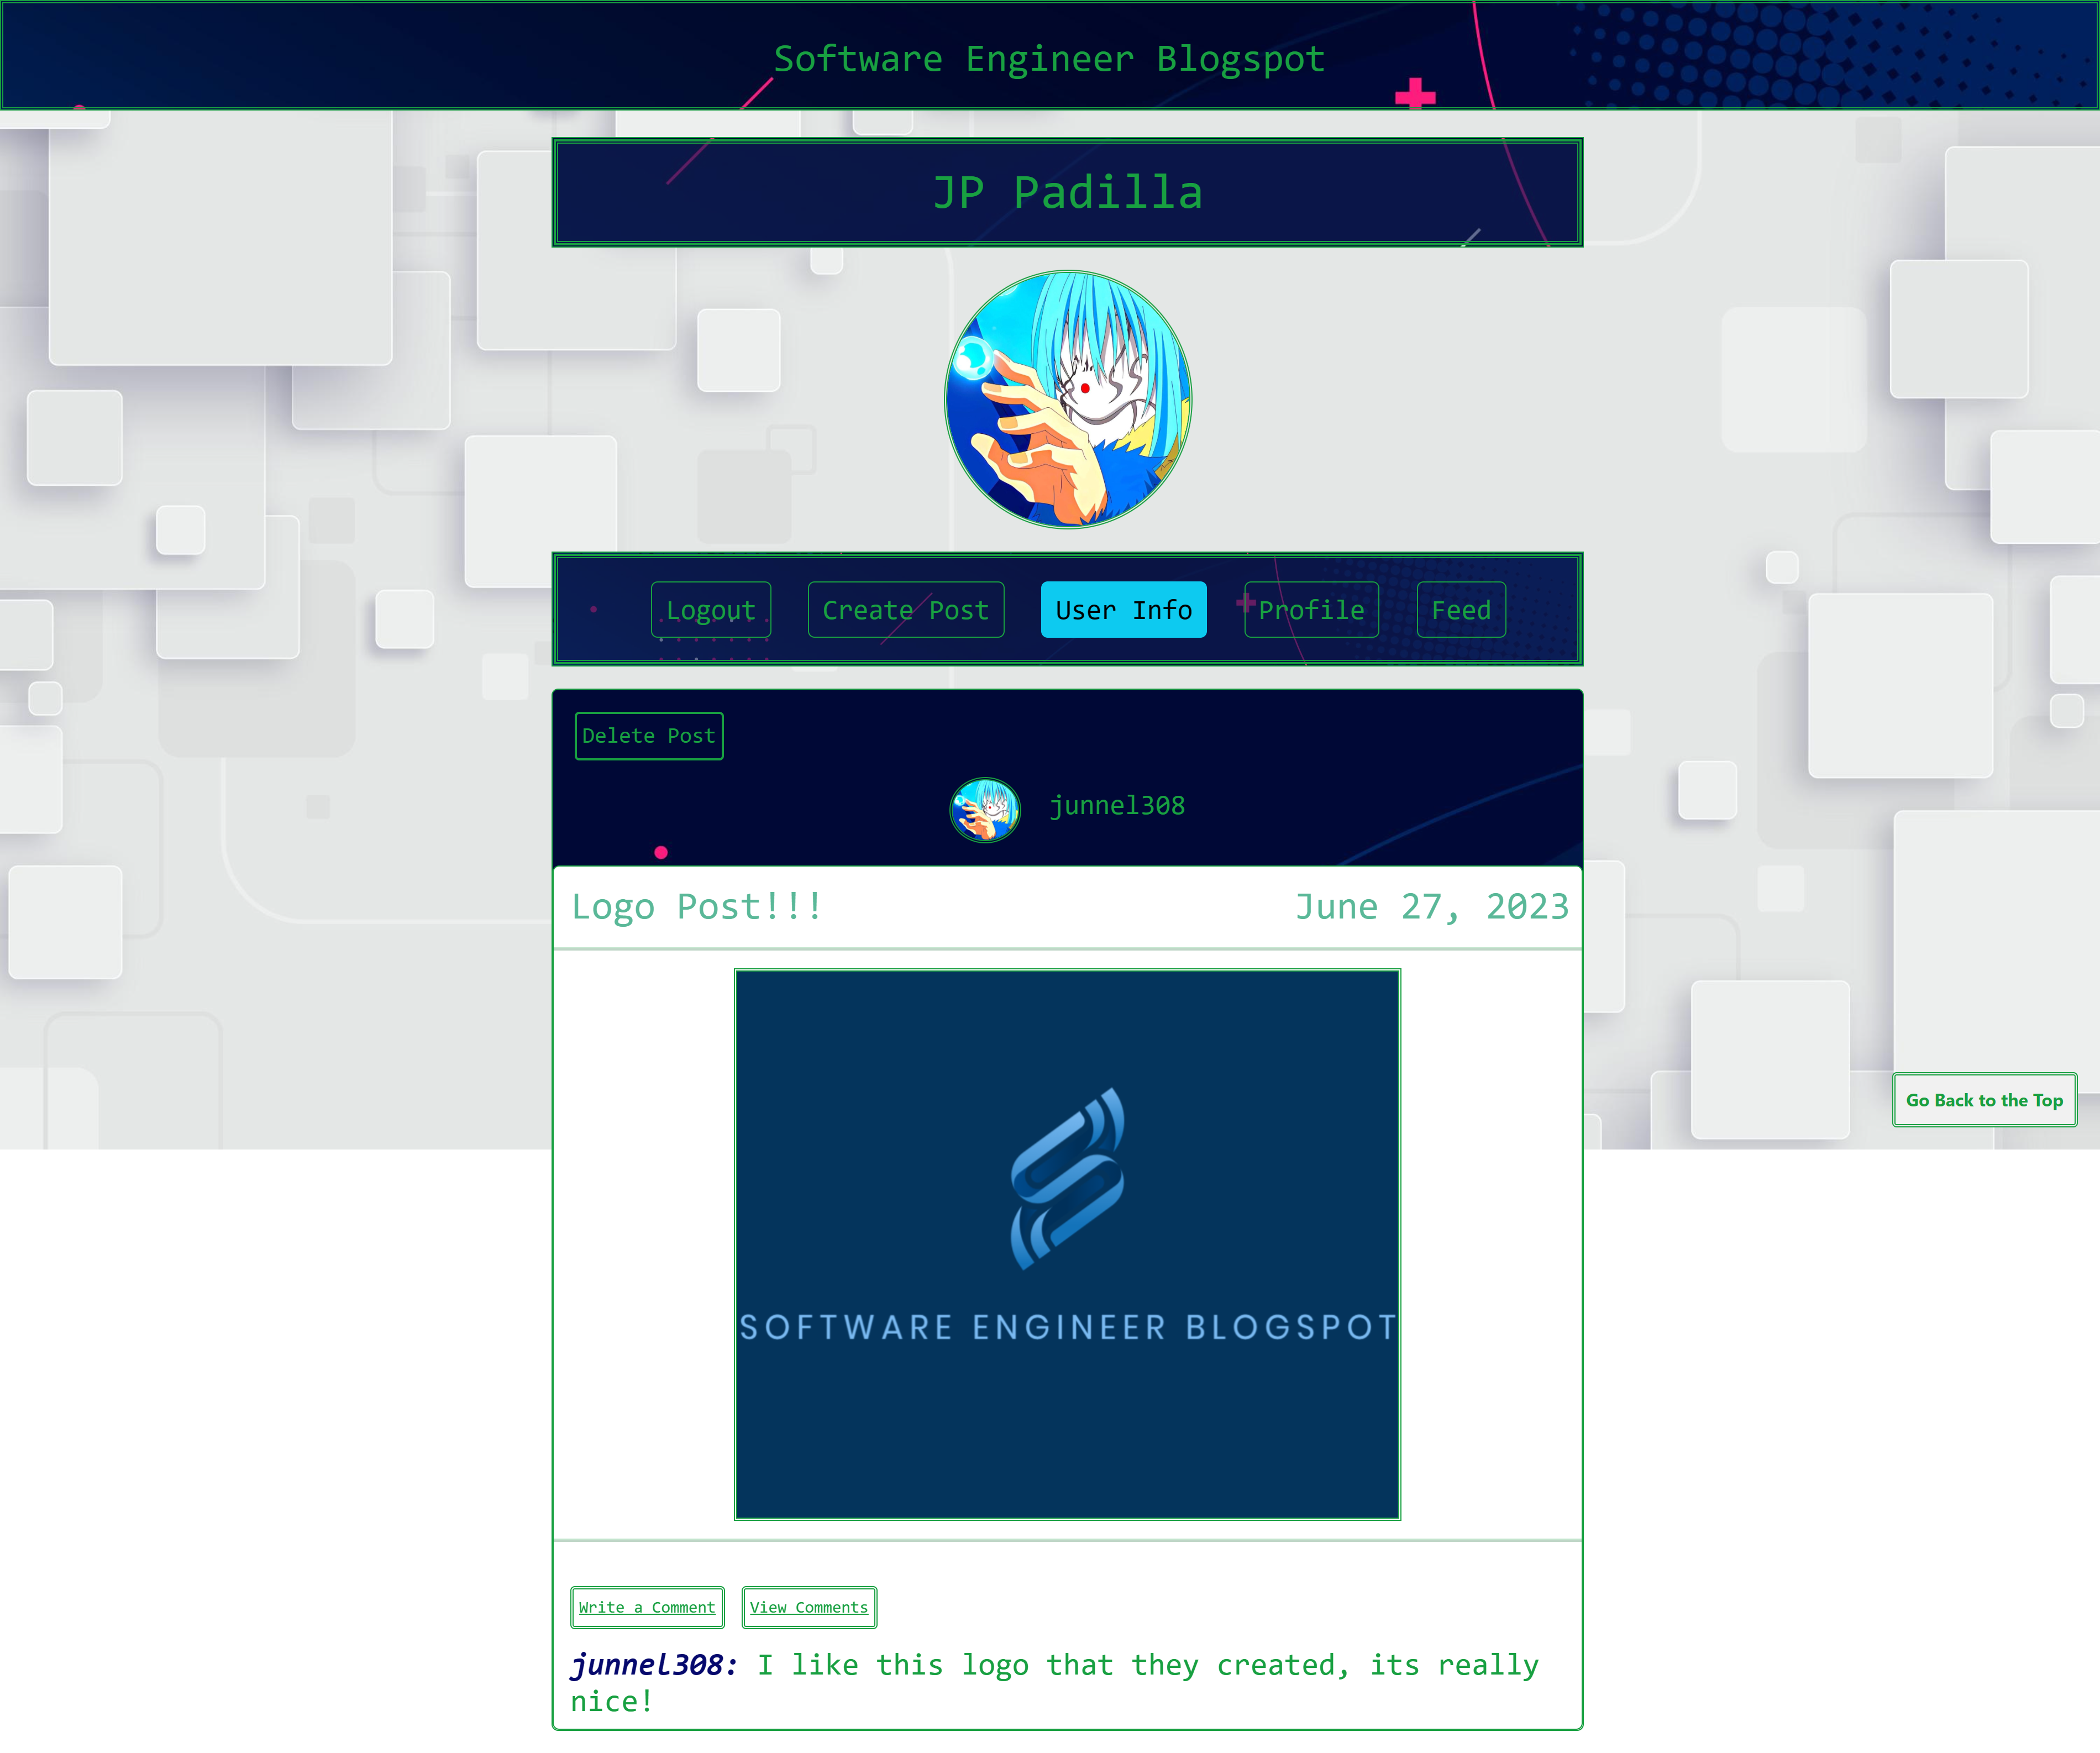 Software Engineer Blogspot
JP Padilla
Logout Create Post User Info Profile Feed
Delete Post
junnel308
Logo Post!!! June 27, 2023
SOFTWARE ENGINEER BLOGSPOT
Go Back to the Top
Write a Comment View Comments
junnel308: I like this logo that they created, its really
nice!